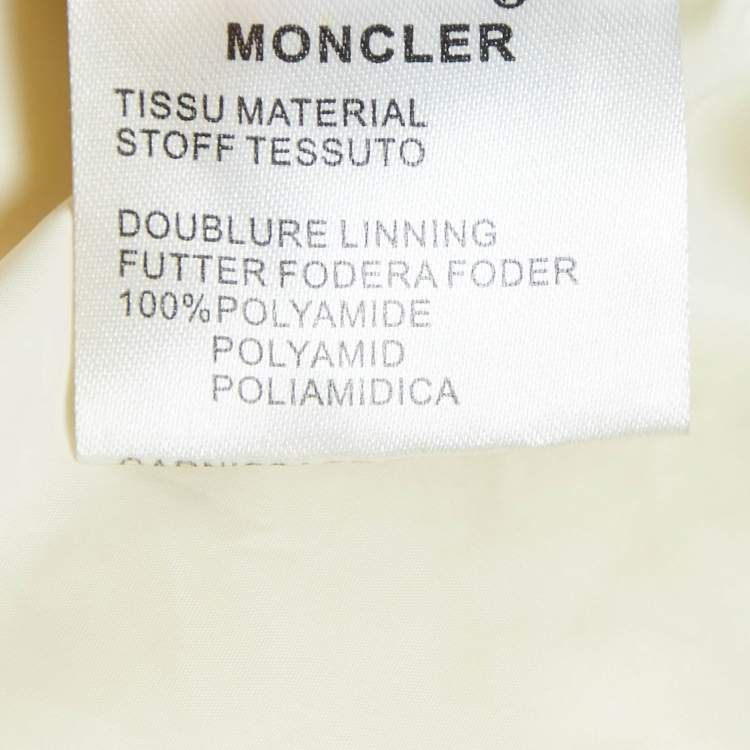 MONCLER
TISSU MATERIAL
STOFF TESSUTO
DOUBLURE LINNING
FUTTER FODERA FODER
100%POLYAMIDE
POLYAMID
POLIAMIDICA